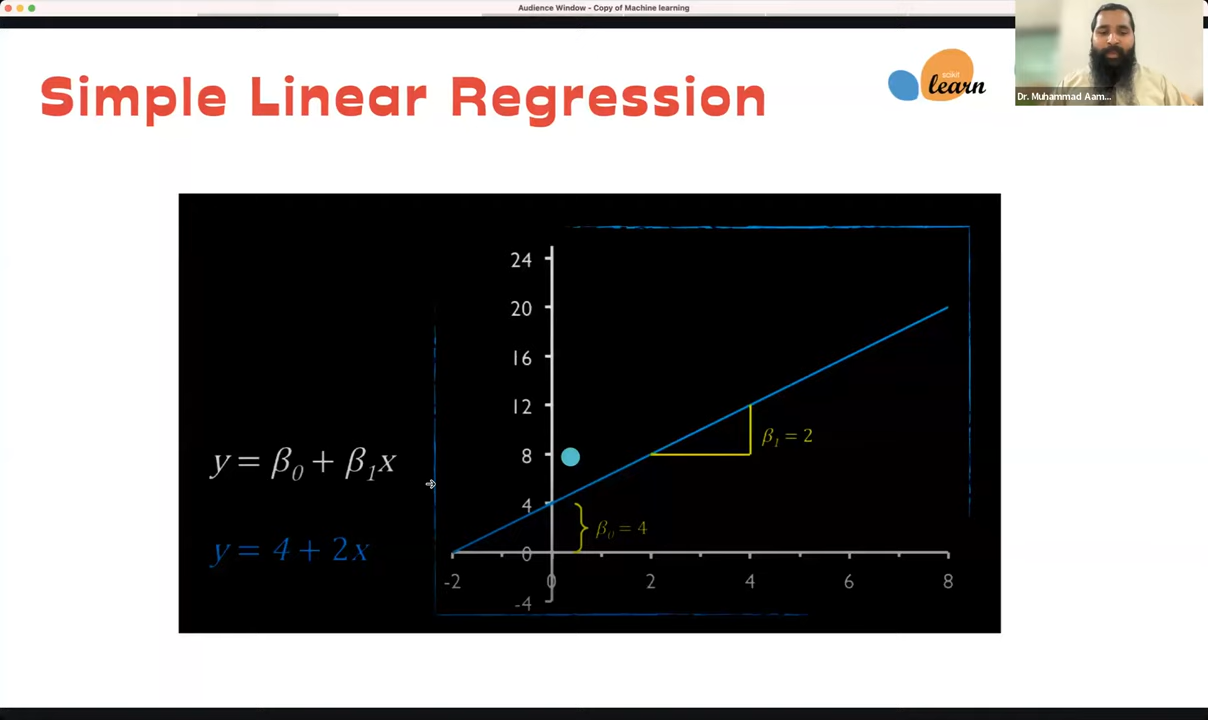 Audience Window - Copy of Machine learning
Simple Linear Regression
scikit
learn
Dr. Muhammad Aam...
24
20
16
12
8
4
0
-4
-2 0 2 4 6 8
β₁ = 2
β₀ = 4
y = β₀ + β₁x
y = 4 + 2x